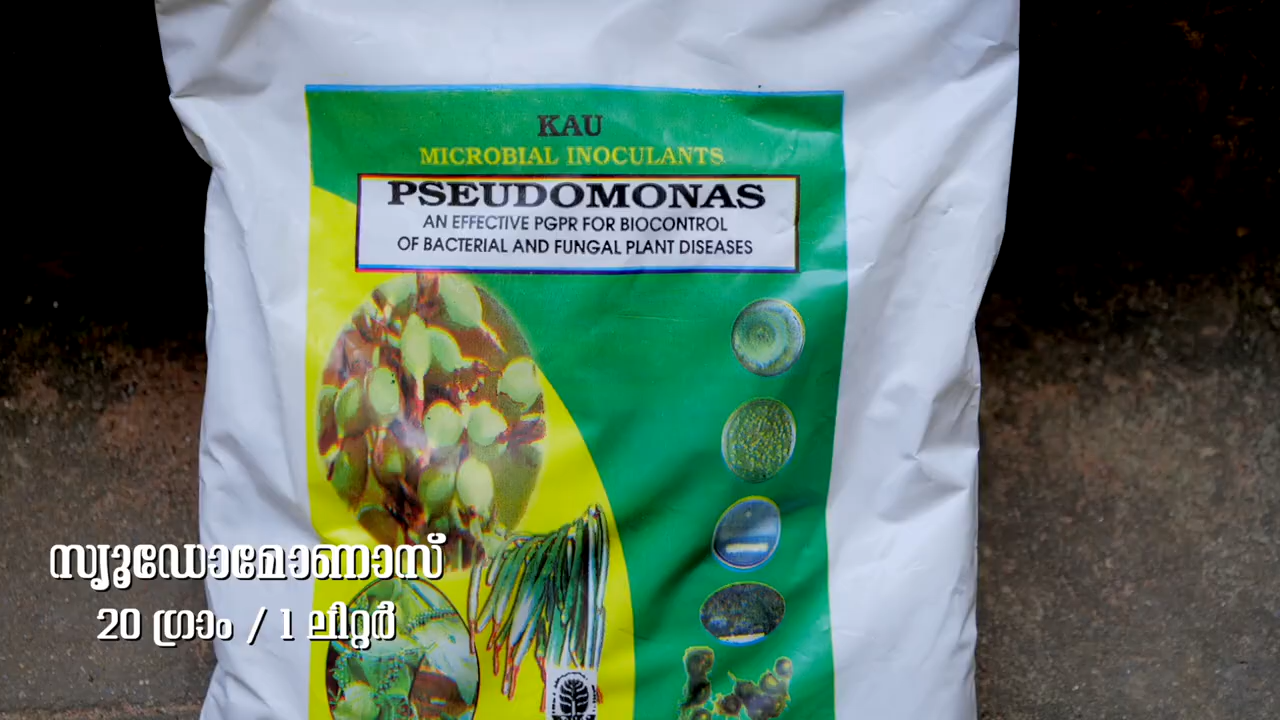 KAU
MICROBIAL INOCULANTS
PSEUDOMONAS
AN EFFECTIVE PGPR FOR BIOCONTROL
OF BACTERIAL AND FUNGAL PLANT DISEASES
സ്യൂഡോമോണാസ്
20 ഗ്രാം / 1 ലിറ്റർ